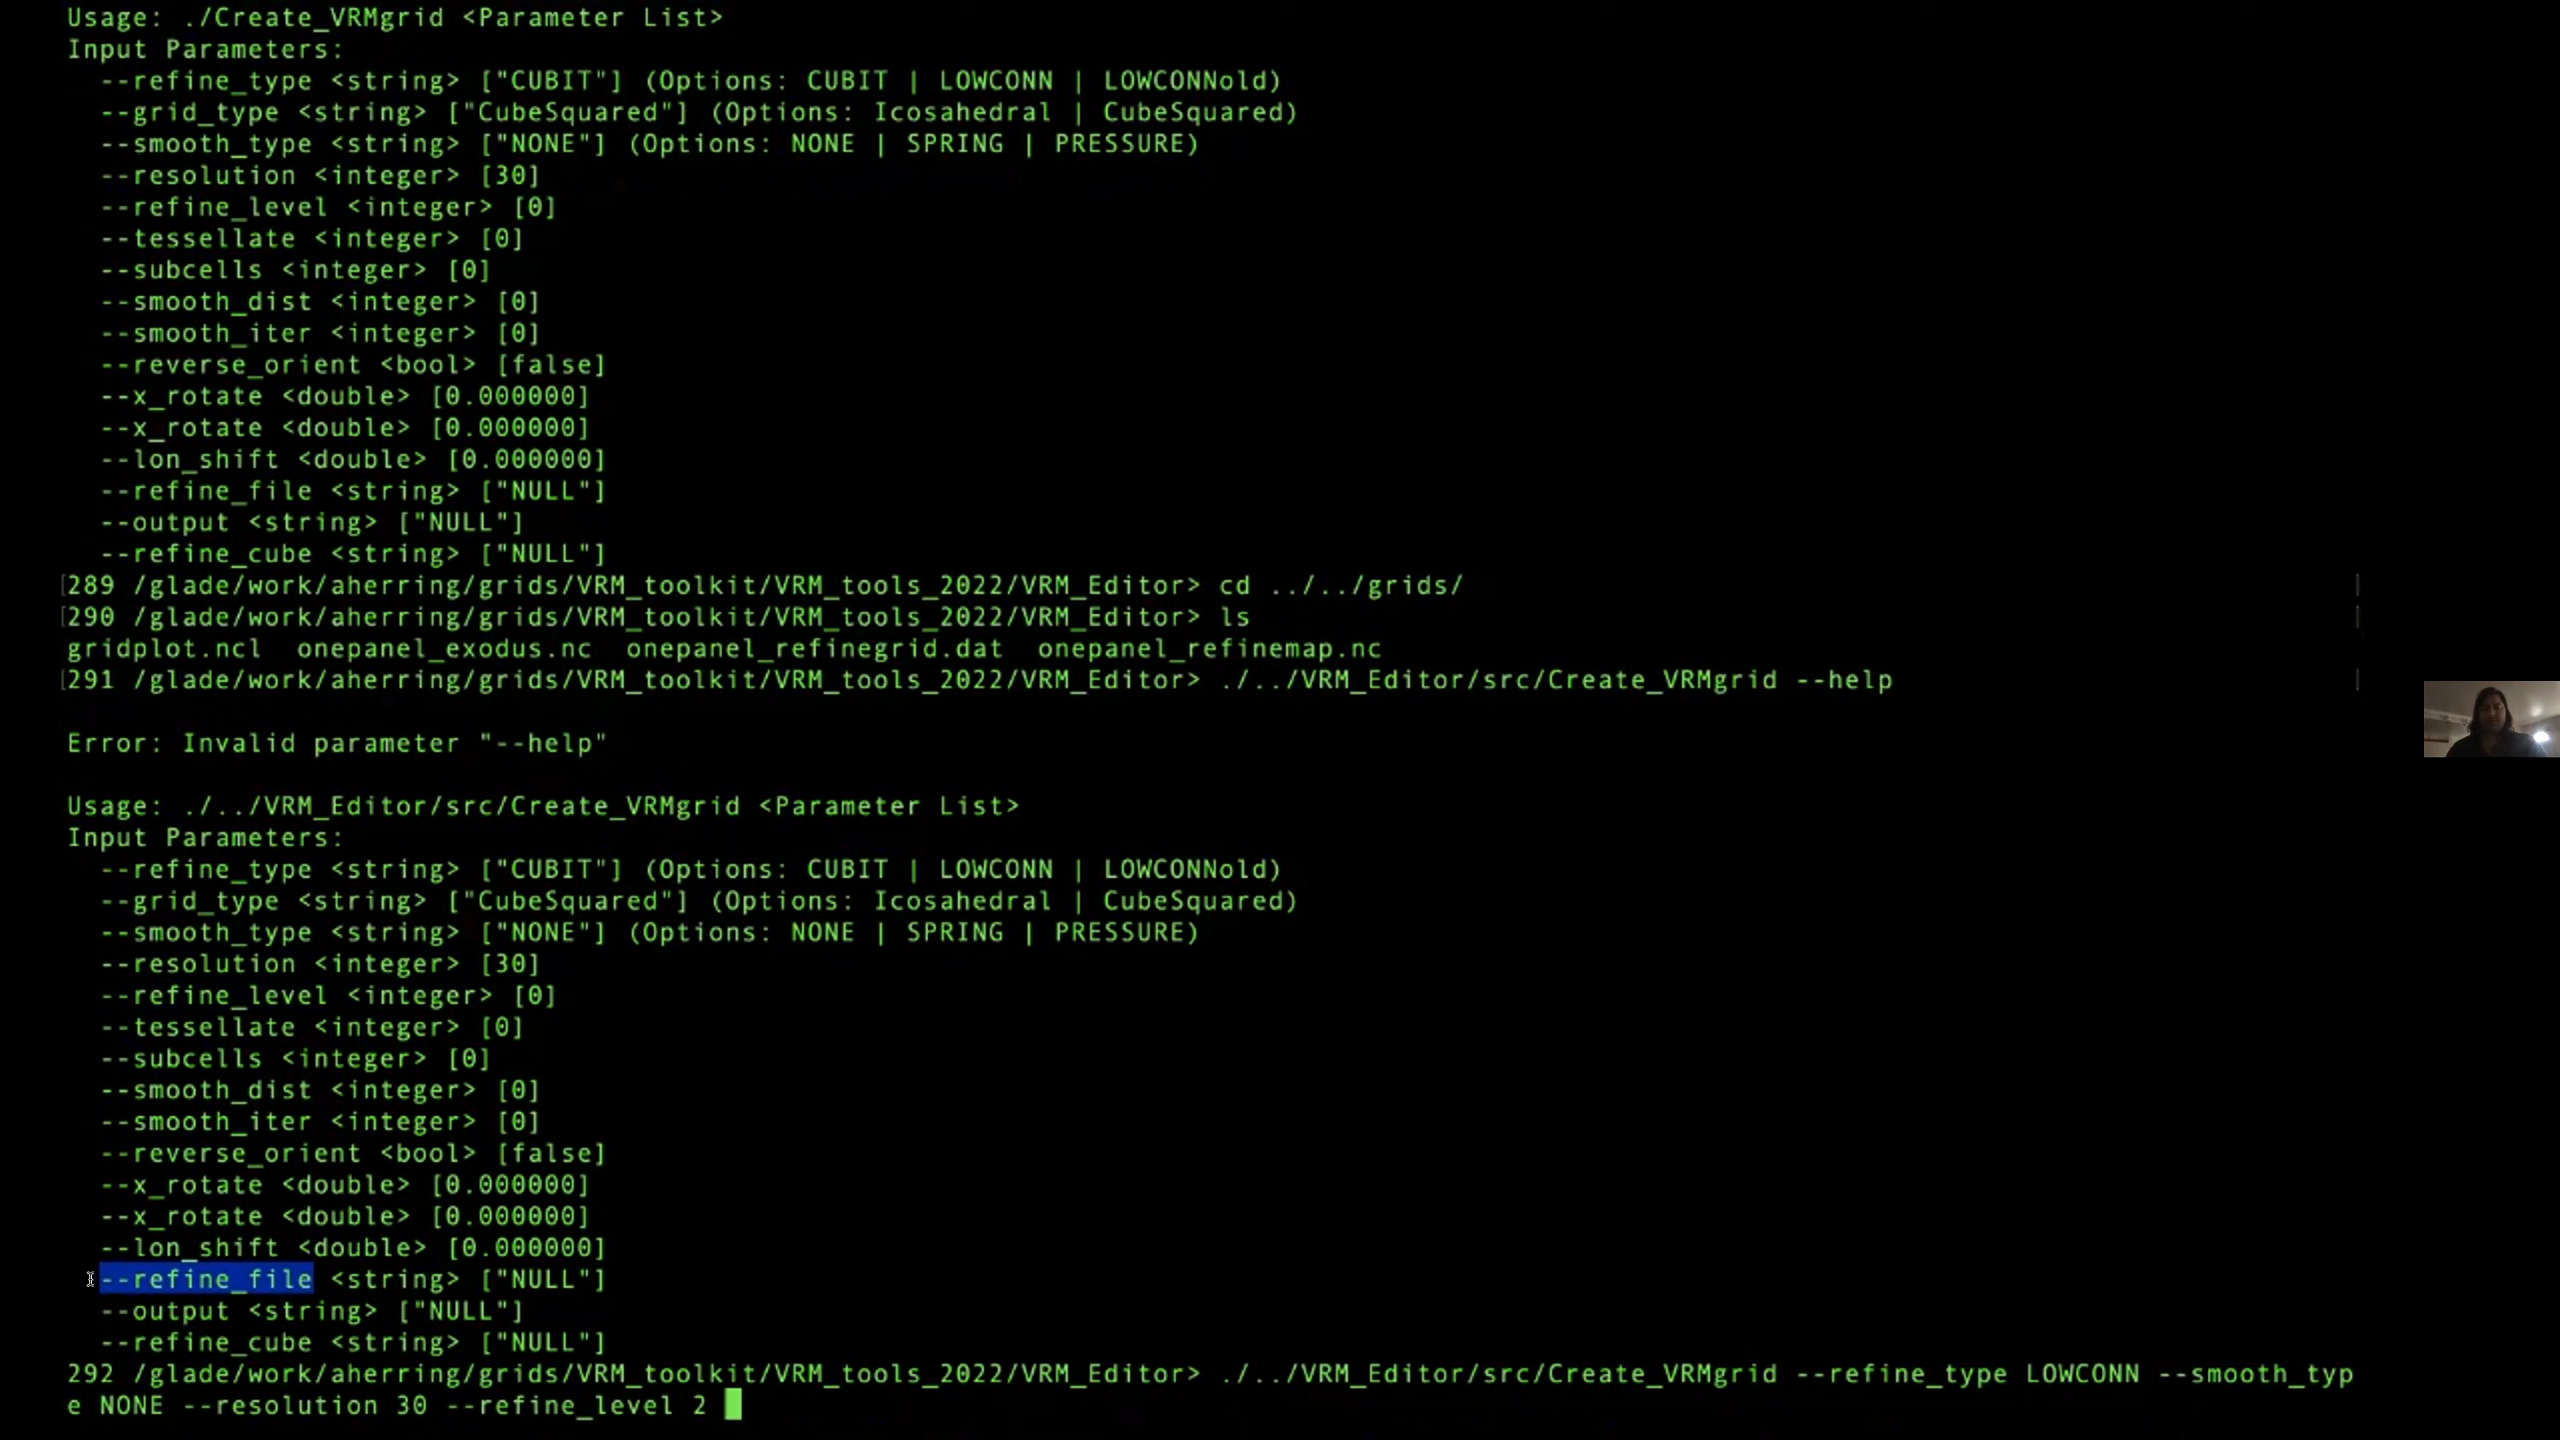 Usage: ./Create_VRMgrid <Parameter List>
Input Parameters:
--refine_type <string> ["CUBIT"] (Options: CUBIT | LOWCONN | LOWCONNold)
--grid_type <string> ["CubeSquared"] (Options: Icosahedral | CubeSquared)
--smooth_type <string> ["NONE"] (Options: NONE | SPRING | PRESSURE)
--resolution <integer> [30]
--refine_level <integer> [0]
--tessellate <integer> [0]
--subcells <integer> [0]
--smooth_dist <integer> [0]
--smooth_iter <integer> [0]
--reverse_orient <bool> [false]
--x_rotate <double> [0.000000]
--x_rotate <double> [0.000000]
--lon_shift <double> [0.000000]
--refine_file <string> ["NULL"]
--output <string> ["NULL"]
--refine_cube <string> ["NULL"]
[289 /glade/work/aherring/grids/VRM_toolkit/VRM_tools_2022/VRM_Editor> cd ../../grids/ ]
[290 /glade/work/aherring/grids/VRM_toolkit/VRM_tools_2022/VRM_Editor> ls ]
gridplot.ncl onepanel_exodus.nc onepanel_refinegrid.dat onepanel_refinemap.nc
[291 /glade/work/aherring/grids/VRM_toolkit/VRM_tools_2022/VRM_Editor> ./../VRM_Editor/src/Create_VRMgrid --help ]
Error: Invalid parameter "--help"
Usage: ./../VRM_Editor/src/Create_VRMgrid <Parameter List>
Input Parameters:
--refine_type <string> ["CUBIT"] (Options: CUBIT | LOWCONN | LOWCONNold)
--grid_type <string> ["CubeSquared"] (Options: Icosahedral | CubeSquared)
--smooth_type <string> ["NONE"] (Options: NONE | SPRING | PRESSURE)
--resolution <integer> [30]
--refine_level <integer> [0]
--tessellate <integer> [0]
--subcells <integer> [0]
--smooth_dist <integer> [0]
--smooth_iter <integer> [0]
--reverse_orient <bool> [false]
--x_rotate <double> [0.000000]
--x_rotate <double> [0.000000]
--lon_shift <double> [0.000000]
--refine_file <string> ["NULL"]
--output <string> ["NULL"]
--refine_cube <string> ["NULL"]
292 /glade/work/aherring/grids/VRM_toolkit/VRM_tools_2022/VRM_Editor> ./../VRM_Editor/src/Create_VRMgrid --refine_type LOWCONN --smooth_typ
e NONE --resolution 30 --refine_level 2